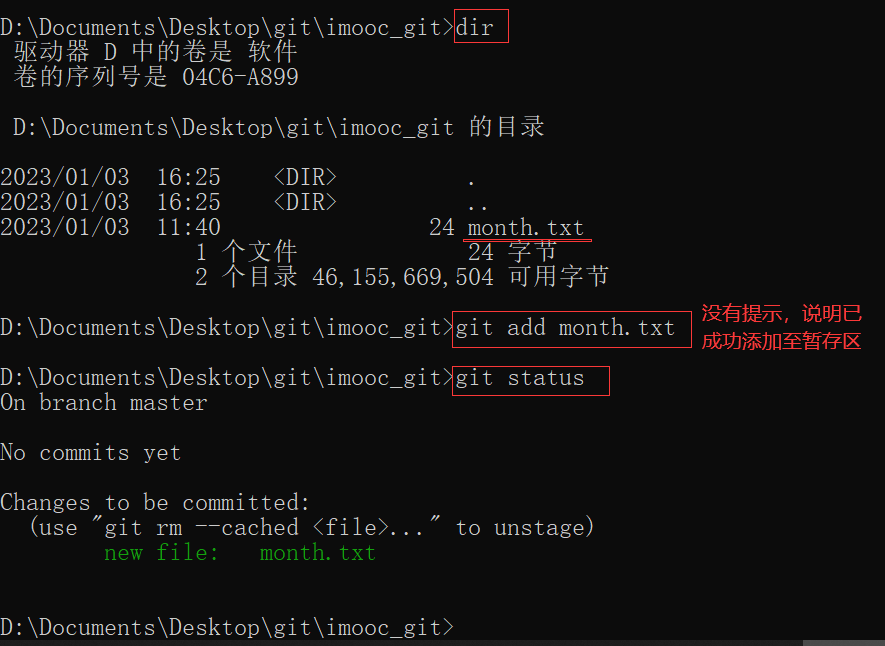 D:\Documents\Desktop\git\imooc_git>dir
驱动器 D 中的卷是 软件
卷的序列号是 04C6-A899
D:\Documents\Desktop\git\imooc_git 的目录
2023/01/03  16:25    <DIR>          .
2023/01/03  16:25    <DIR>          ..
2023/01/03  11:40                24 month.txt
1 个文件             24 字节
2 个目录 46,155,669,504 可用字节
D:\Documents\Desktop\git\imooc_git>git add month.txt
没有提示，说明已
成功添加至暂存区
D:\Documents\Desktop\git\imooc_git>git status
On branch master
No commits yet
Changes to be committed:
(use "git rm --cached <file>..." to unstage)
new file:   month.txt
D:\Documents\Desktop\git\imooc_git>